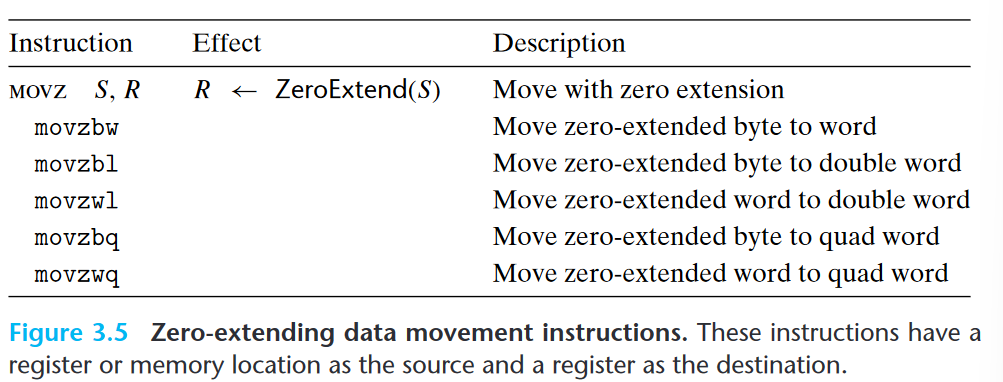 Instruction Effect Description
MOVZ S, R R ← ZeroExtend(S) Move with zero extension
movzbw Move zero-extended byte to word
movzbl Move zero-extended byte to double word
movzwl Move zero-extended word to double word
movzbq Move zero-extended byte to quad word
movzwq Move zero-extended word to quad word
Figure 3.5 Zero-extending data movement instructions. These instructions have a
register or memory location as the source and a register as the destination.